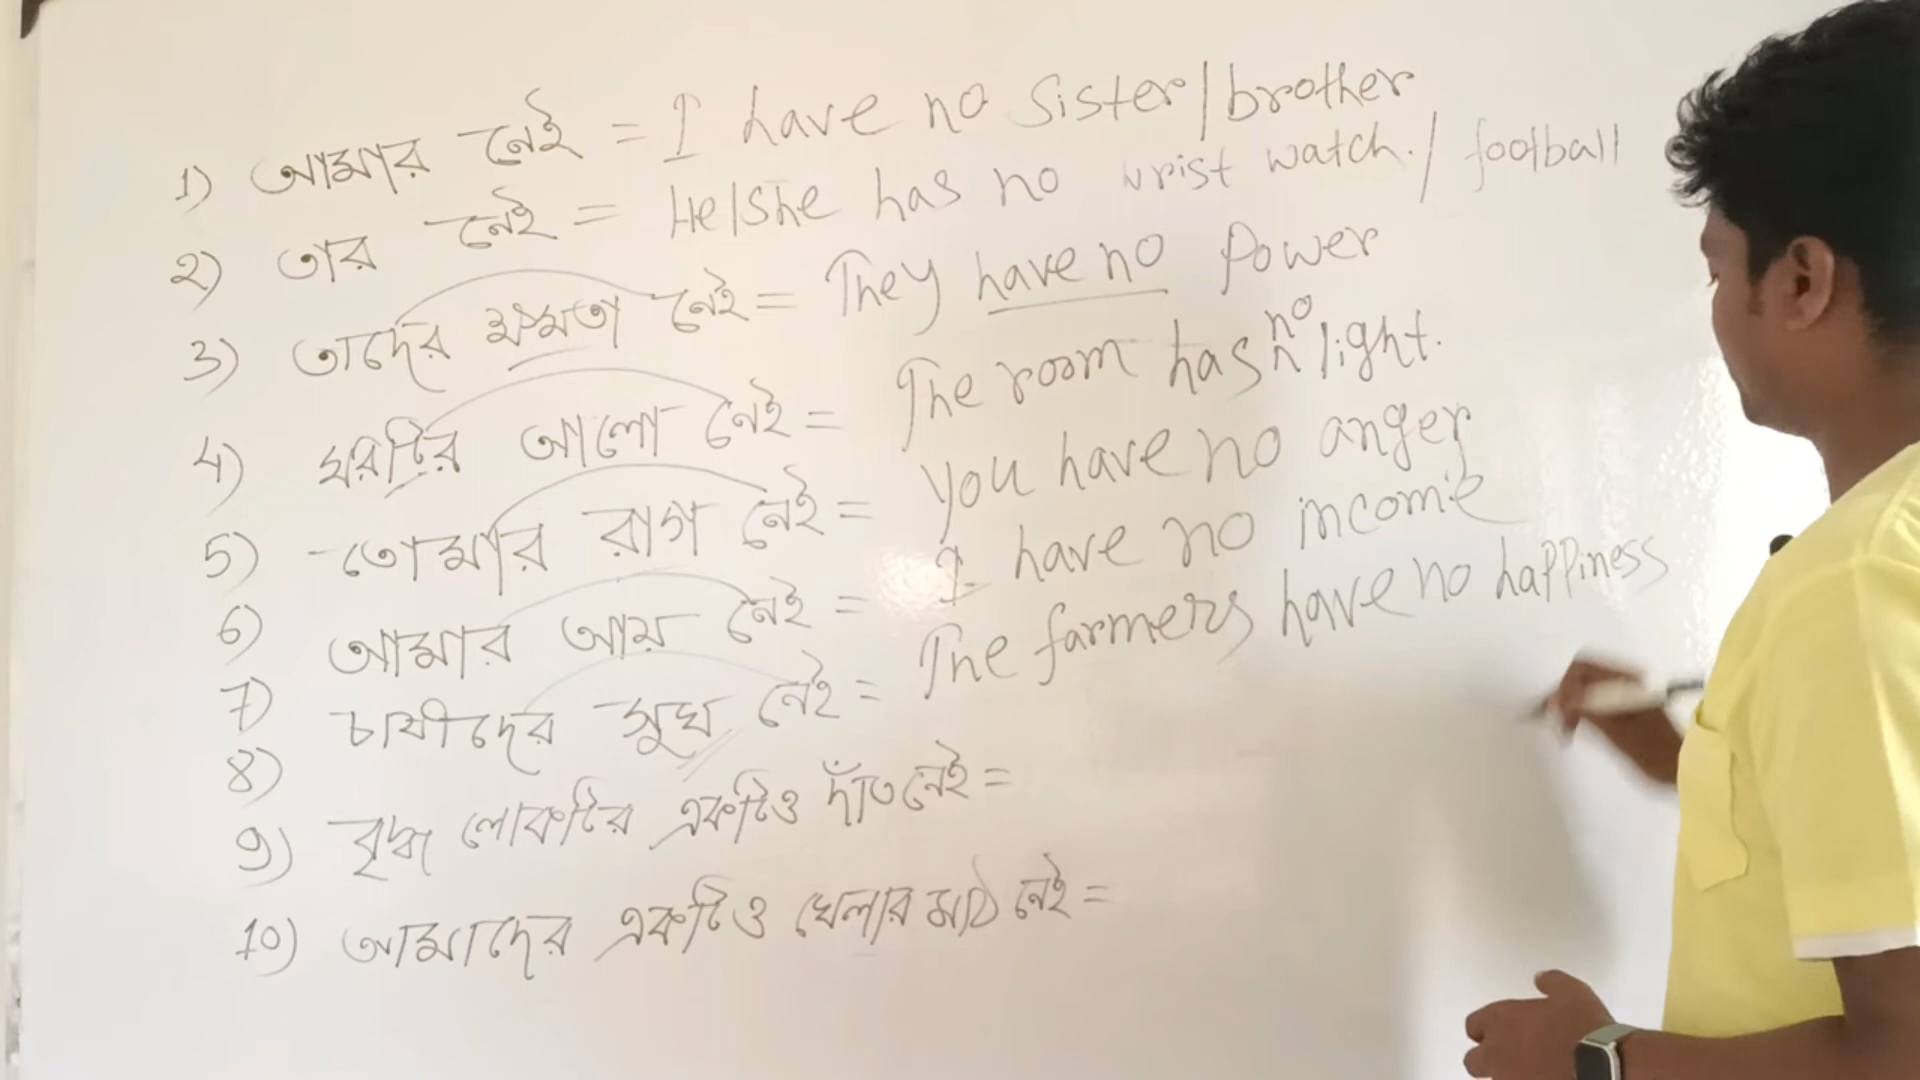 1) আমার নেই = I have no Sister/brother
2) তার নেই = He/She has no wrist watch./ football
3) তাদের ক্ষমতা নেই = They have no Power
4) ঘরটির আলো নেই = The room has no light.
5) তোমার রাগ নেই = you have no anger
6) আমার আয় নেই = I have no income
7) চাষীদের সুখ নেই = The farmers have no happiness
8)
9) বৃদ্ধ লোকটির একটিও দাঁত নেই =
10) আমাদের একটিও খেলার মাঠ নেই =